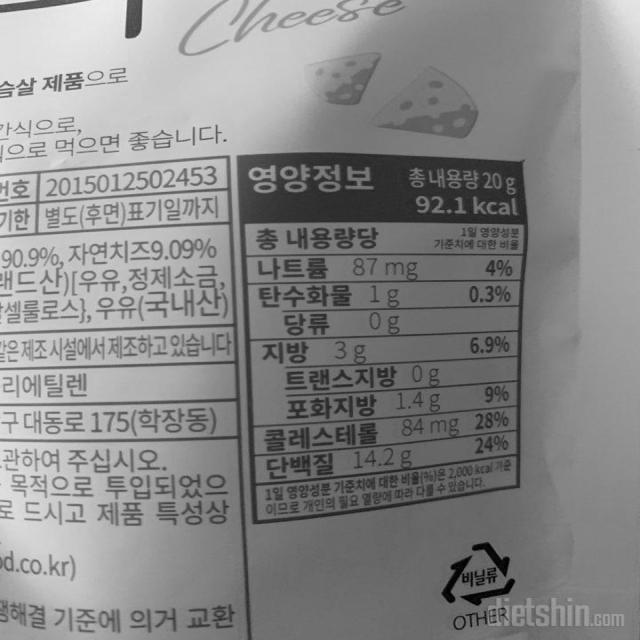 Cheese
슴살 제품으로
간식으로,
으로 먹으면 좋습니다.
번호 2015012502453
기한 별도(후면)표기일까지
90.9%, 자연치즈9.09%
랜드산)[우유,정제소금,
셀룰로스}, 우유(국내산)
같은 제조 시설에서 제조하고 있습니다
리에틸렌
구 대동로 175(학장동)
관하여 주십시오.
목적으로 투입되었으
로 드시고 제품 특성상
d.co.kr)
해결 기준에 의거 교환
영양정보 총 내용량 20 g
92.1 kcal
총 내용량당 1일 영양성분
기준치에 대한 비율
나트륨 87 mg 4%
탄수화물 1 g 0.3%
당류 0 g
지방 3 g 6.9%
트랜스지방 0 g
포화지방 1.4 g 9%
콜레스테롤 84 mg 28%
단백질 14.2 g 24%
1일 영양성분 기준치에 대한 비율(%)은 2,000 kcal 기준
이므로 개인의 필요 열량에 따라 다를 수 있습니다.
비닐류
OTHER
dietshin.com